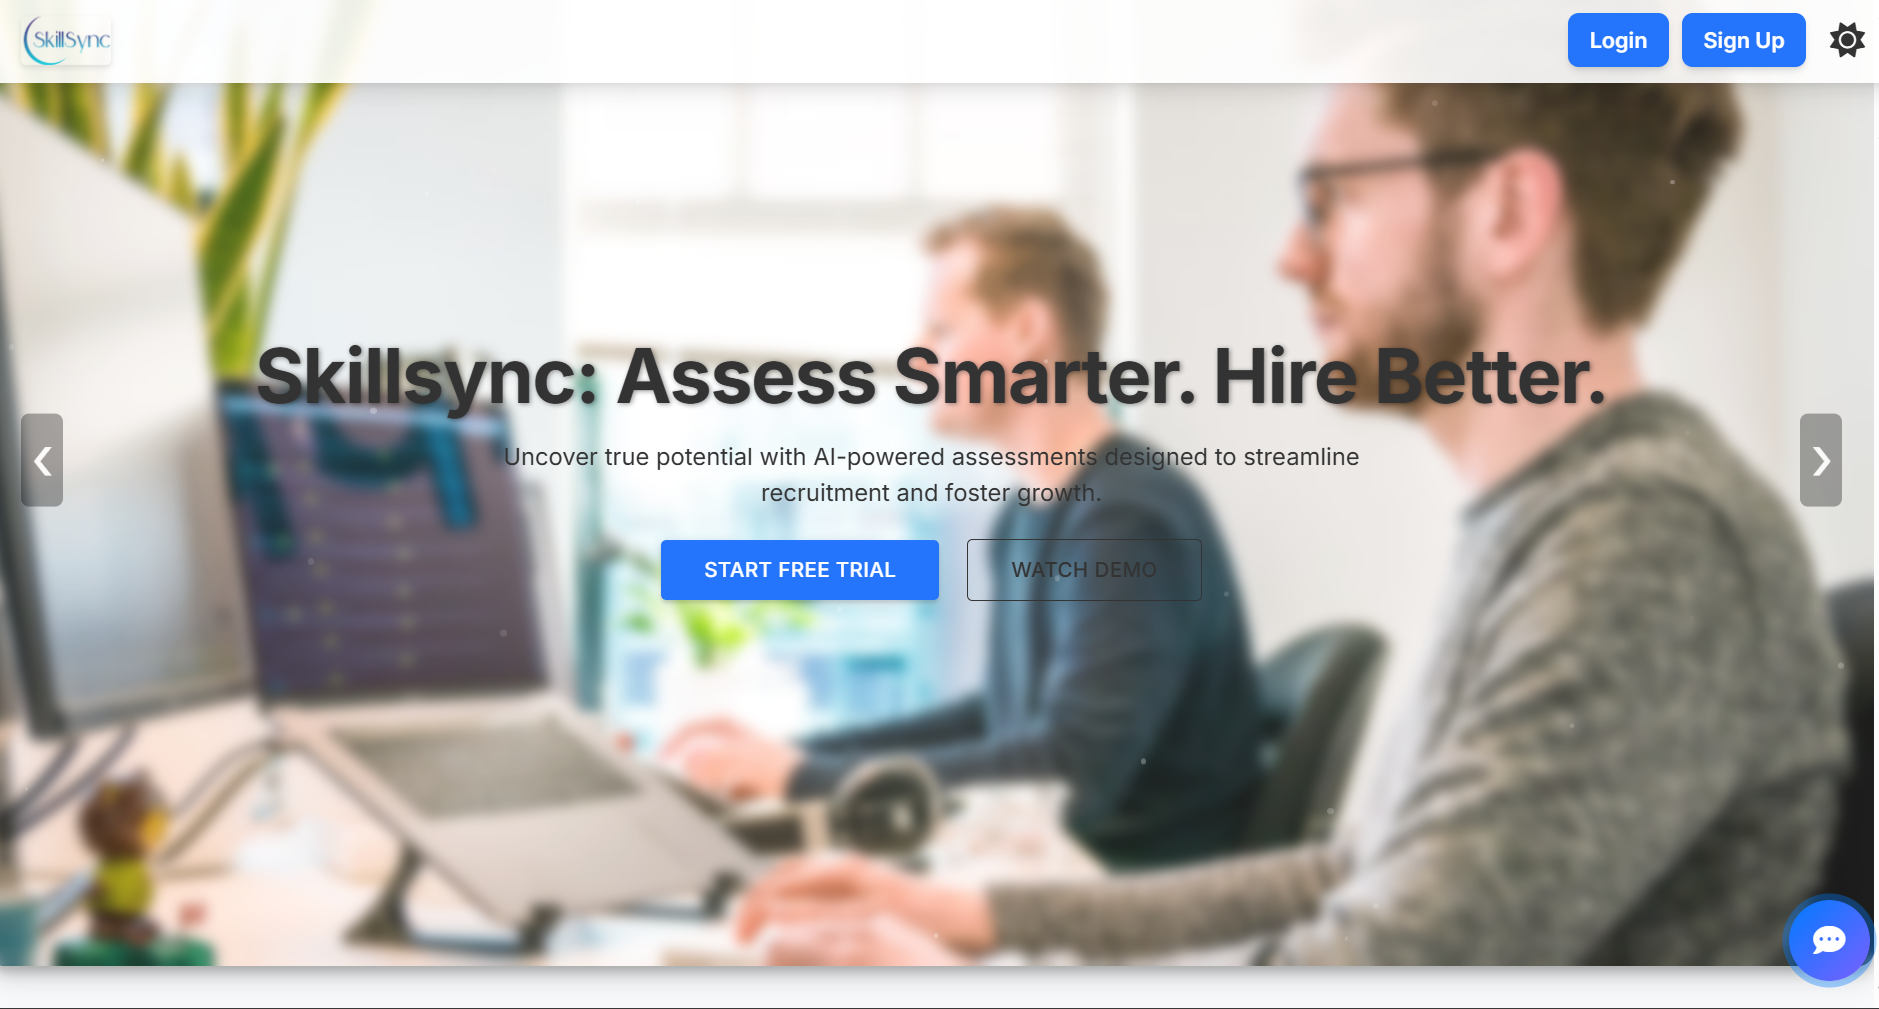 SkillSync
Login
Sign Up
Skillsync: Assess Smarter. Hire Better.
Uncover true potential with AI-powered assessments designed to streamline
recruitment and foster growth.
START FREE TRIAL
WATCH DEMO